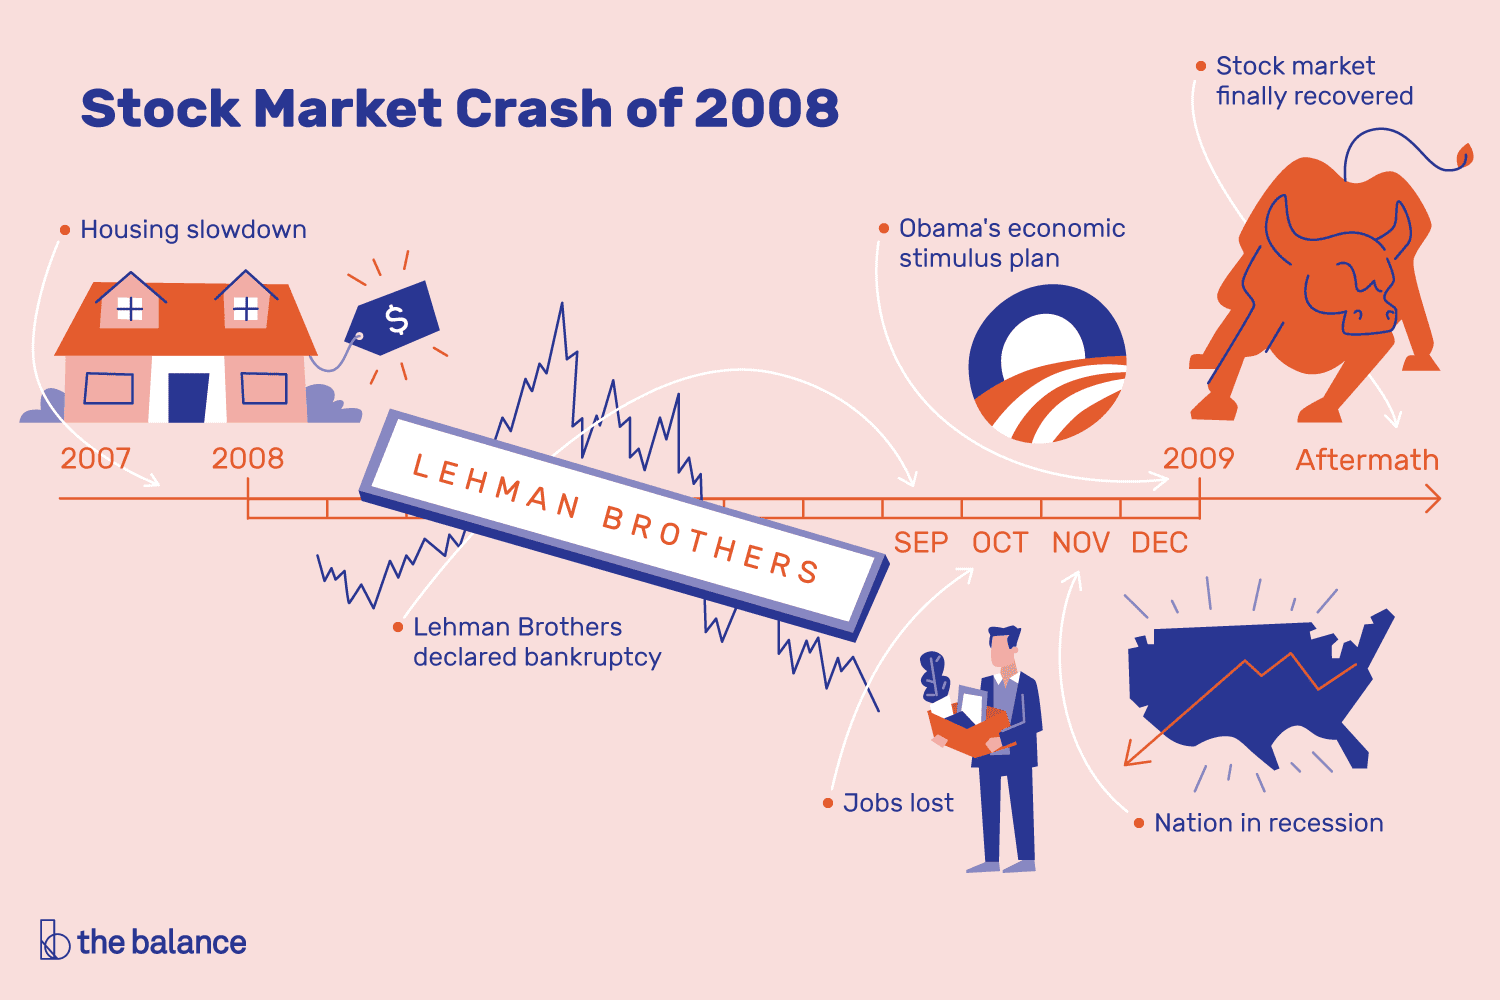 Stock Market Crash of 2008
Stock market
finally recovered
Housing slowdown
Obama's economic
stimulus plan
$
2007
2008
2009
Aftermath
LEHMAN BROTHERS
SEP
OCT
NOV
DEC
Lehman Brothers
declared bankruptcy
Jobs lost
Nation in recession
the balance